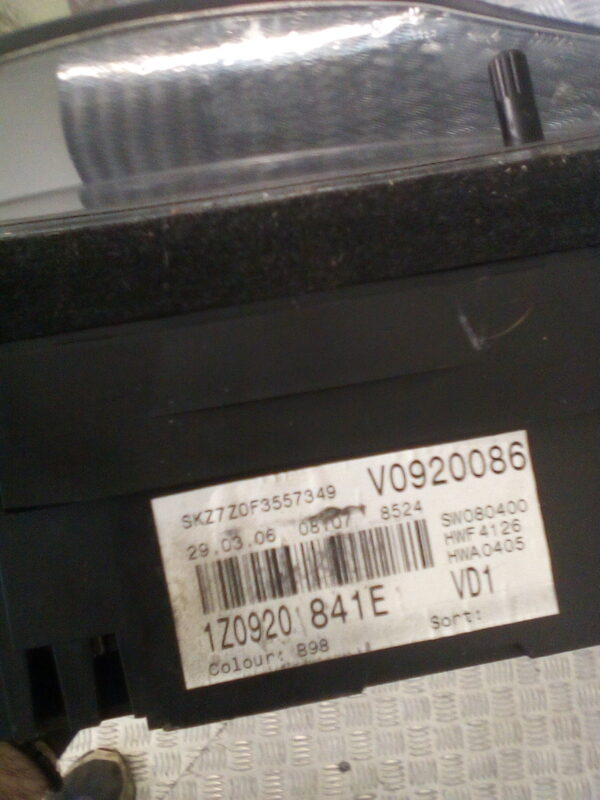 SKZ7Z0F3557349 V0920086
29.03.06 08:07 8524 SW080400
HWF4126
HWA0405
1Z0920 841E VD1
Colour: B98 Sort: